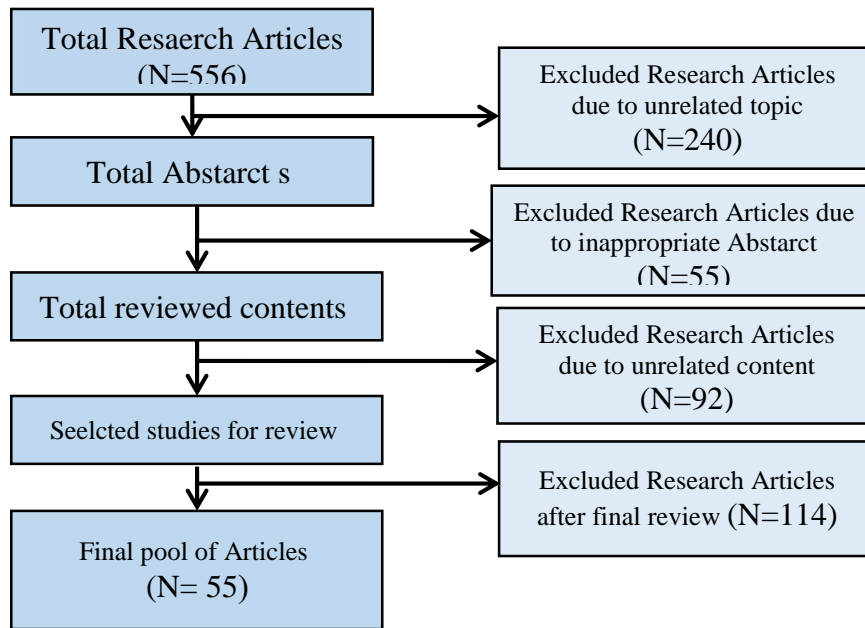 Total Resaerch Articles
(N=556)
Excluded Research Articles
due to unrelated topic
(N=240)
Total Abstarct s
Excluded Research Articles due
to inappropriate Abstarct
(N=55)
Total reviewed contents
Excluded Research Articles
due to unrelated content
(N=92)
Seelcted studies for review
Excluded Research Articles
after final review (N=114)
Final pool of Articles
(N= 55)